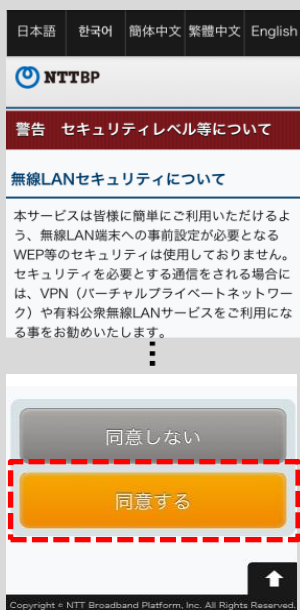 日本語 한국어 簡体中文 繁體中文 English
NTTBP
警告 セキュリティレベル等について
無線LANセキュリティについて
本サービスは皆様に簡単にご利用いただけるよ
う、無線LAN端末への事前設定が必要となる
WEP等のセキュリティは使用しておりません。
セキュリティを必要とする通信をされる場合に
は、VPN（バーチャルプライベートネットワー
ク）や有料公衆無線LANサービスをご利用にな
る事をお勧めいたします。
同意しない
同意する
Copyright © NTT Broadband Platform, Inc. All Rights Reserved.